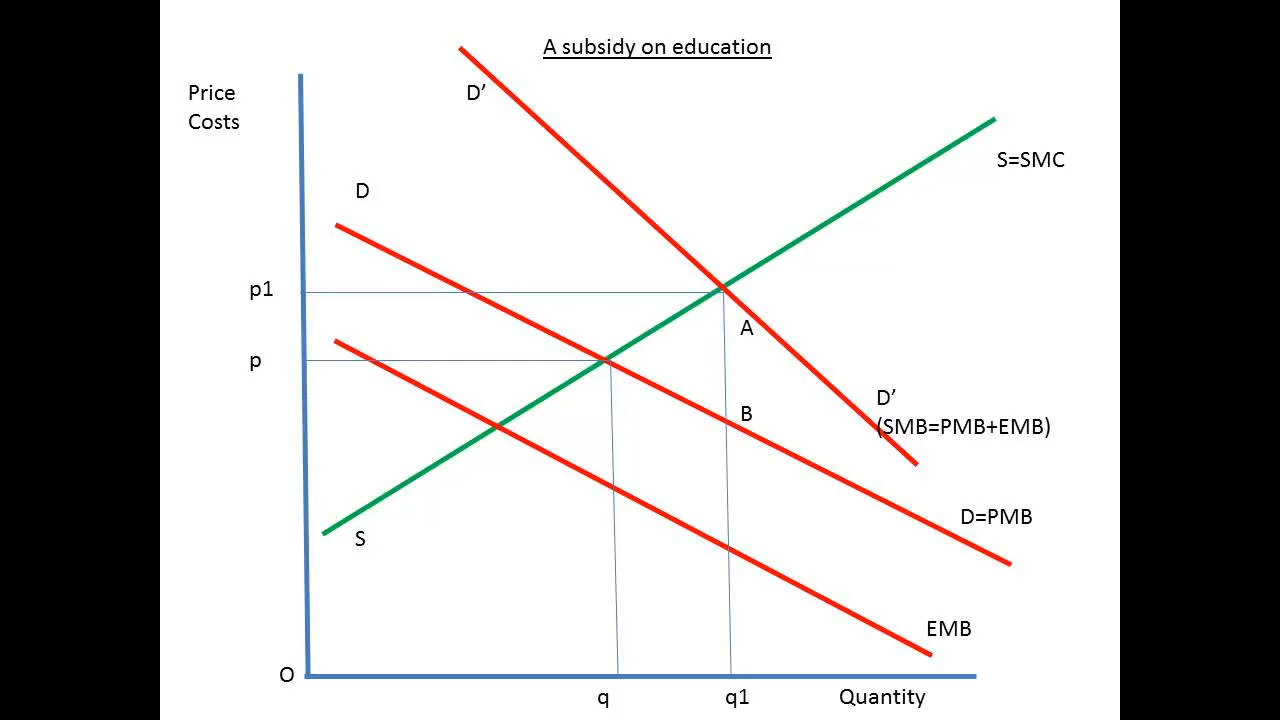 A subsidy on education
Price
Costs
D’
D
S=SMC
p1
p
A
B
D’
(SMB=PMB+EMB)
D=PMB
S
EMB
O
q
q1
Quantity